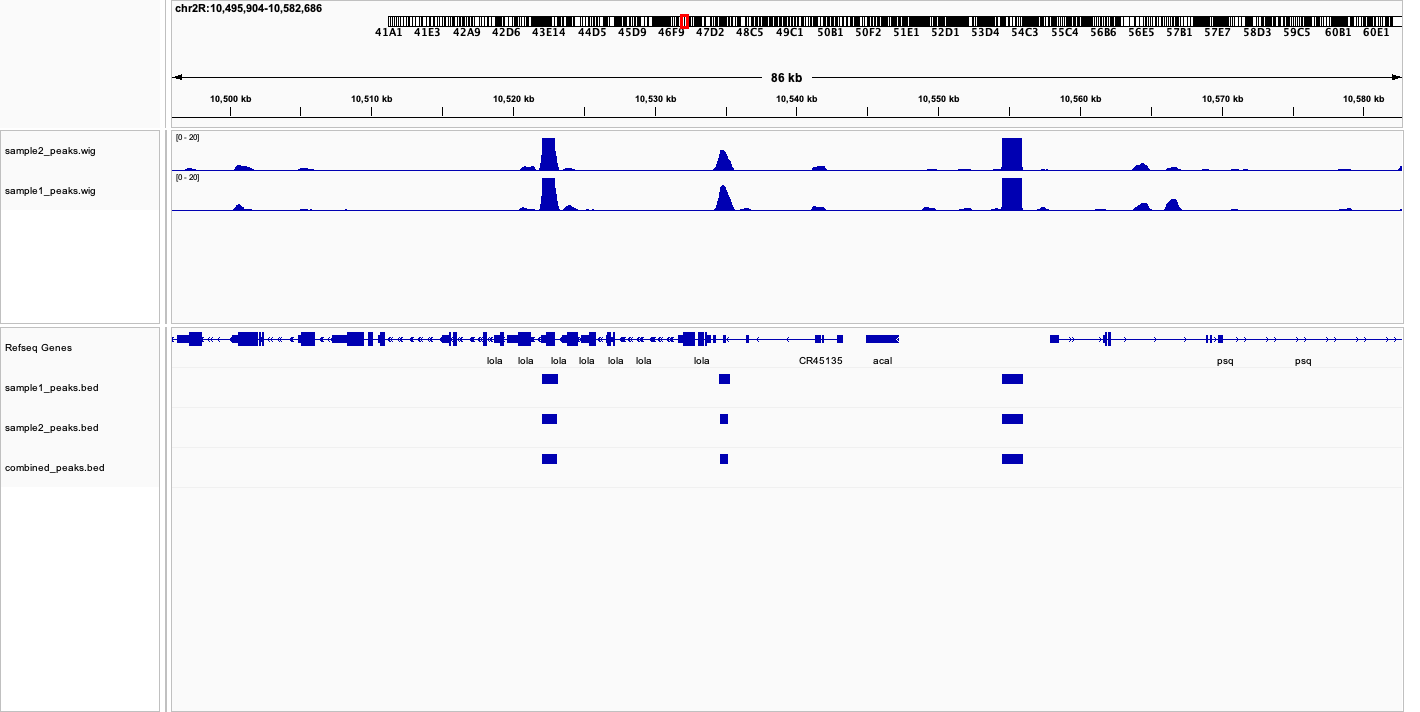 chr2R:10,495,904-10,582,686
41A1 41E3 42A9 42D6 43E14 44D5 45D9 46F9 47D2 48C5 49C1 50B1 50F2 51E1 52D1 53D4 54C3 55C4 56B6 56E5 57B1 57E7 58D3 59C5 60B1 60E1
86 kb
10,500 kb 10,510 kb 10,520 kb 10,530 kb 10,540 kb 10,550 kb 10,560 kb 10,570 kb 10,580 kb
[0 - 20]
sample2_peaks.wig
[0 - 20]
sample1_peaks.wig
Refseq Genes
lola lola lola lola lola lola lola CR45135 acal psq psq
sample1_peaks.bed
sample2_peaks.bed
combined_peaks.bed